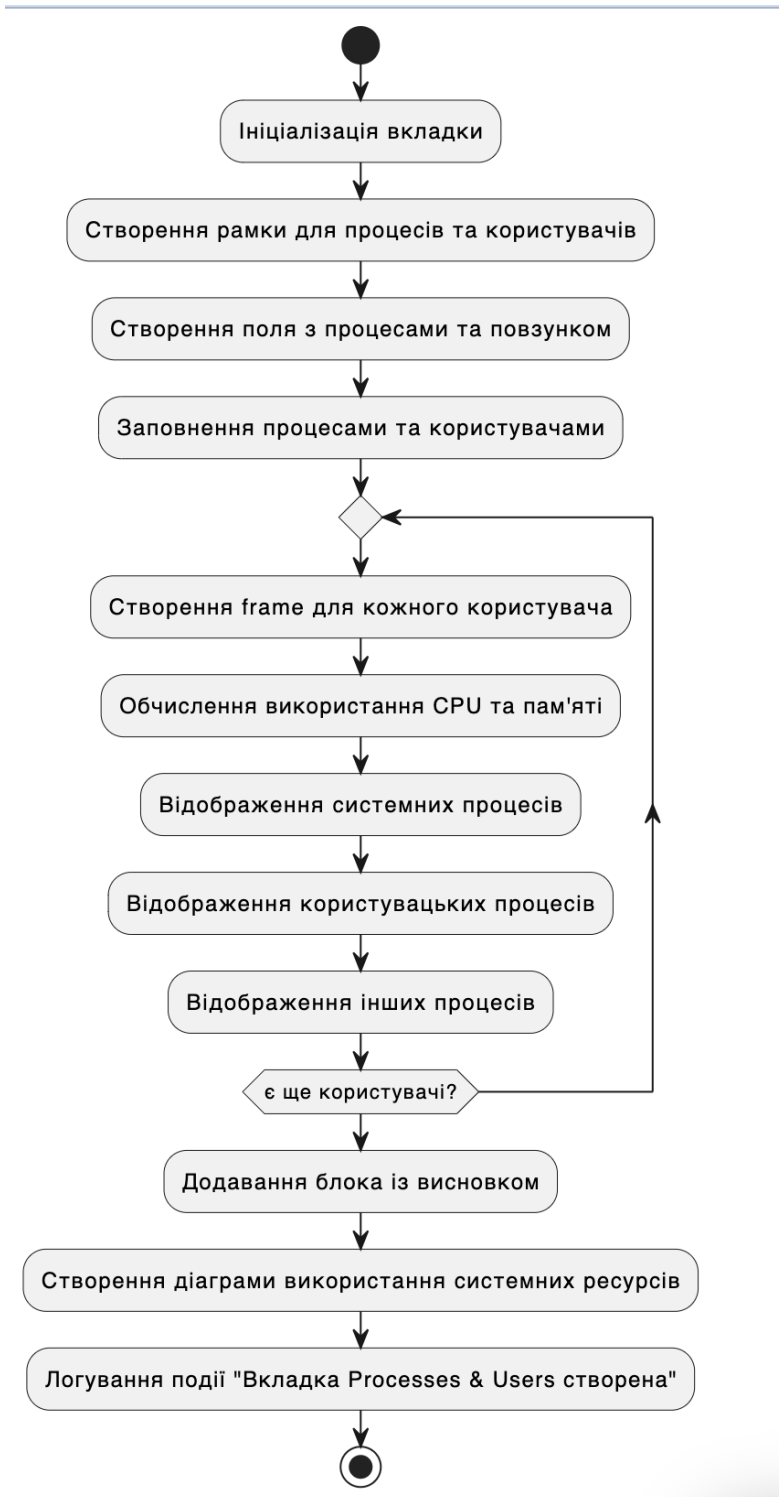 Ініціалізація вкладки
Створення рамки для процесів та користувачів
Створення поля з процесами та повзунком
Заповнення процесами та користувачами
Створення frame для кожного користувача
Обчислення використання CPU та пам'яті
Відображення системних процесів
Відображення користувацьких процесів
Відображення інших процесів
є ще користувачі?
Додавання блока із висновком
Створення діаграми використання системних ресурсів
Логування події "Вкладка Processes & Users створена"